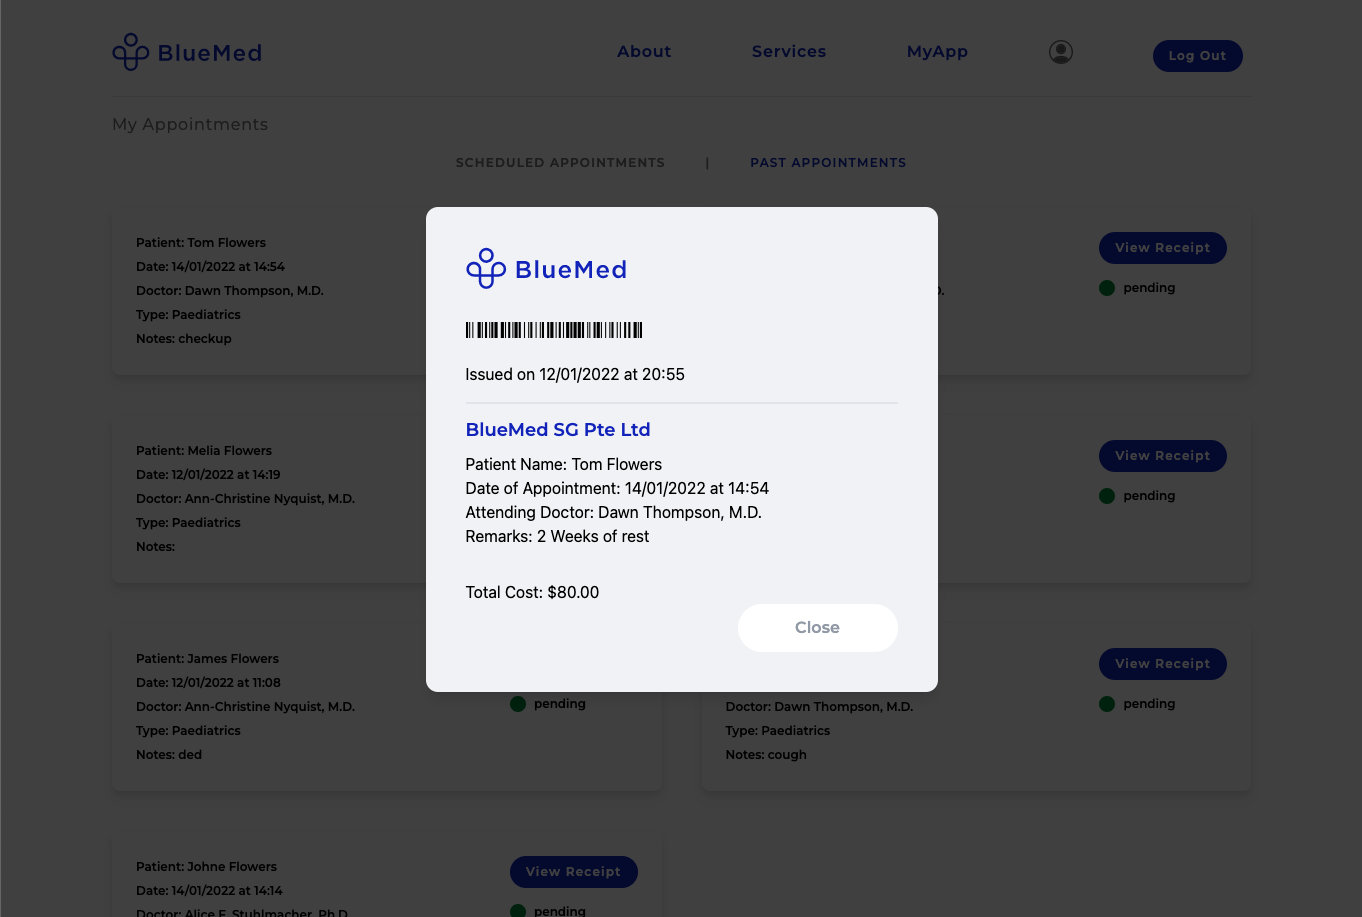 BlueMed
About
Services
MyApp
Log Out
My Appointments
SCHEDULED APPOINTMENTS | PAST APPOINTMENTS
Patient: Tom Flowers
Date: 14/01/2022 at 14:54
Doctor: Dawn Thompson, M.D.
Type: Paediatrics
Notes: checkup
View Receipt
pending
BlueMed
Issued on 12/01/2022 at 20:55
BlueMed SG Pte Ltd
Patient Name: Tom Flowers
Date of Appointment: 14/01/2022 at 14:54
Attending Doctor: Dawn Thompson, M.D.
Remarks: 2 Weeks of rest
Total Cost: $80.00
Close
Patient: Melia Flowers
Date: 12/01/2022 at 14:19
Doctor: Ann-Christine Nyquist, M.D.
Type: Paediatrics
Notes:
View Receipt
pending
Patient: James Flowers
Date: 12/01/2022 at 11:08
Doctor: Ann-Christine Nyquist, M.D.
Type: Paediatrics
Notes: ded
pending
View Receipt
pending
Doctor: Dawn Thompson, M.D.
Type: Paediatrics
Notes: cough
Patient: Johne Flowers
Date: 14/01/2022 at 14:14
Doctor: Alice F. Stuhlmacher, Ph.D.
View Receipt
pending